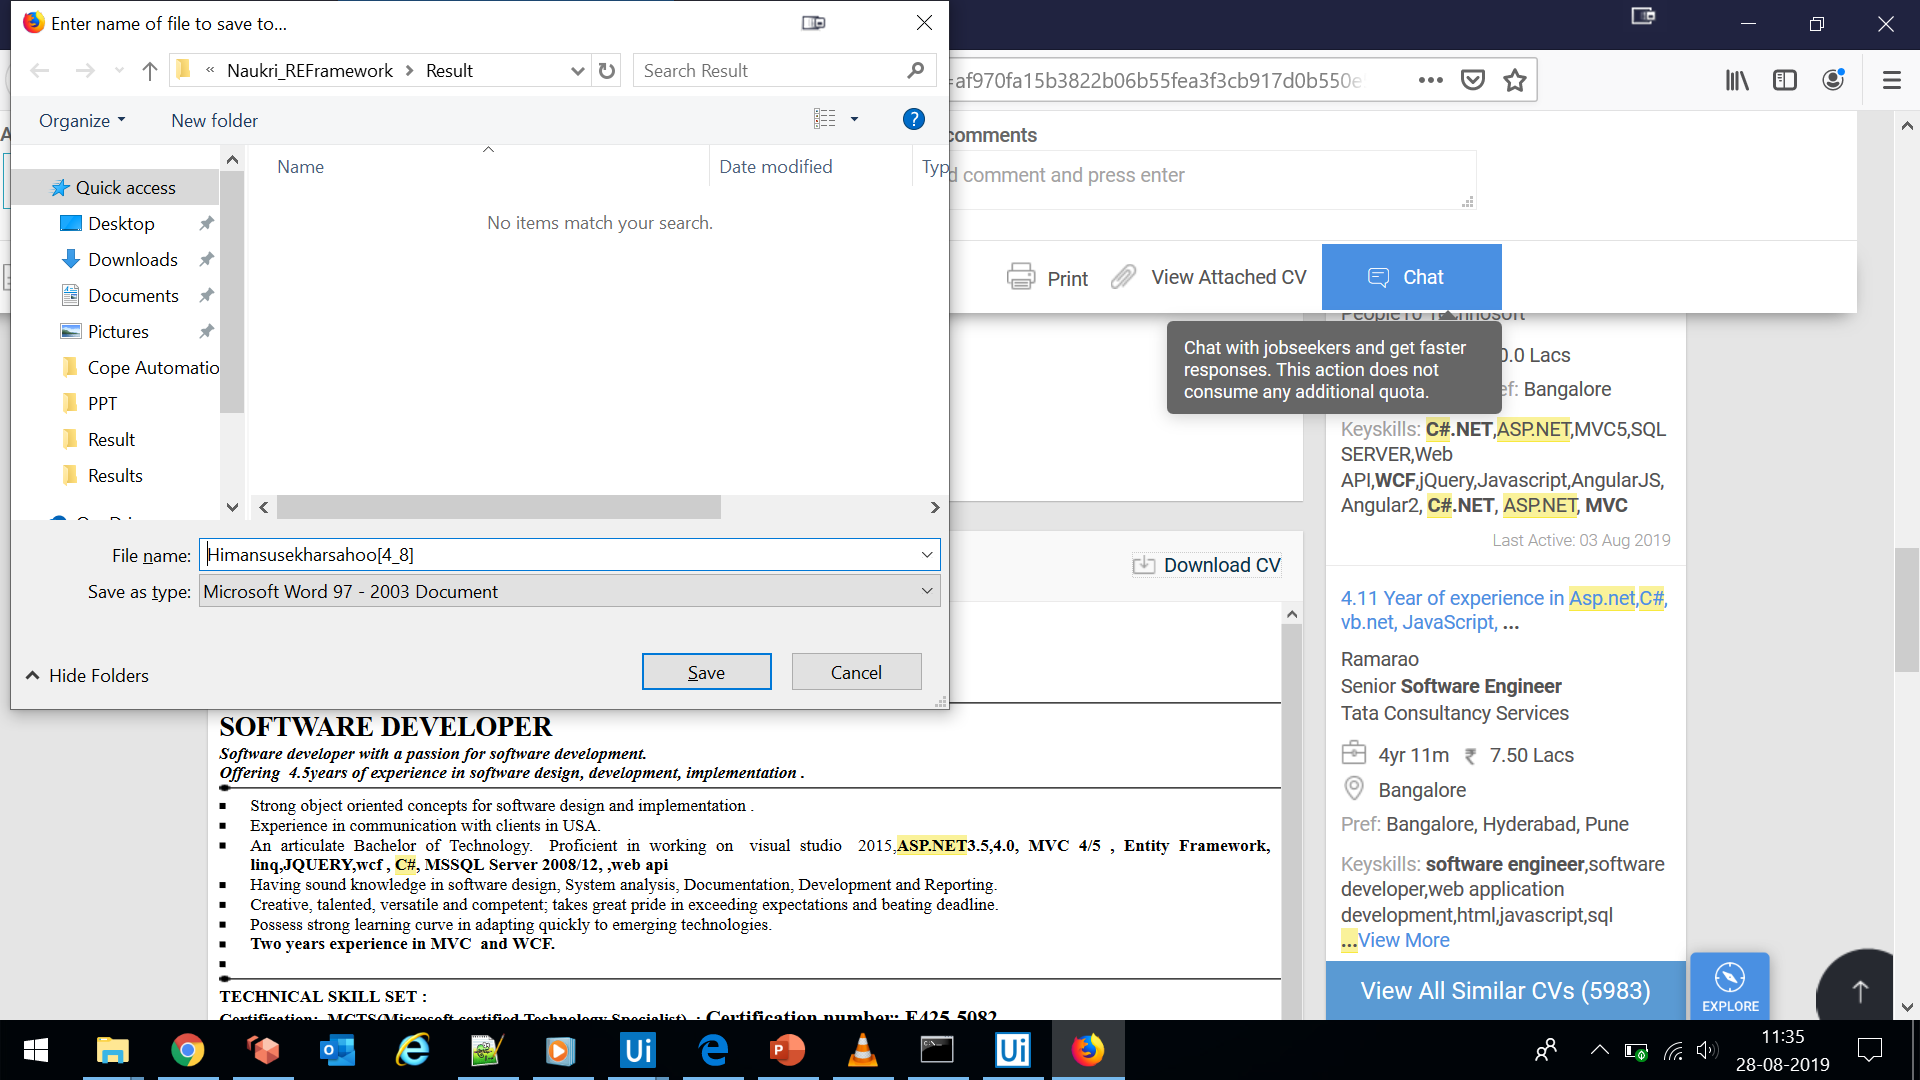 Enter name of file to save to...
« Naukri_REFramework > Result
Search Result
Organize
New folder
Name
Date modified
Typ
No items match your search.
Quick access
Desktop
Downloads
Documents
Pictures
Cope Automatio
PPT
Result
Results
File name: Himansusekharsahoo[4_8]
Save as type: Microsoft Word 97 - 2003 Document
Hide Folders
Save
Cancel
=af970fa15b3822b06b55fea3f3cb917d0b550e
comments
d comment and press enter
Print
View Attached CV
Chat
Chat with jobseekers and get faster
responses. This action does not
consume any additional quota.
0.0 Lacs
ef: Bangalore
Keyskills: C#.NET,ASP.NET,MVC5,SQL
SERVER,Web
API,WCF,jQuery,Javascript,AngularJS,
Angular2, C#.NET, ASP.NET, MVC
Last Active: 03 Aug 2019
Download CV
4.11 Year of experience in Asp.net,C#,
vb.net, JavaScript, ...
Ramarao
Senior Software Engineer
Tata Consultancy Services
4yr 11m ₹ 7.50 Lacs
Bangalore
Pref: Bangalore, Hyderabad, Pune
Keyskills: software engineer,software
developer,web application
development,html,javascript,sql
...View More
View All Similar CVs (5983)
EXPLORE
SOFTWARE DEVELOPER
Software developer with a passion for software development.
Offering 4.5years of experience in software design, development, implementation .
Strong object oriented concepts for software design and implementation .
Experience in communication with clients in USA.
An articulate Bachelor of Technology. Proficient in working on visual studio 2015,ASP.NET3.5,4.0, MVC 4/5 , Entity Framework,
linq,JQUERY,wcf , C#, MSSQL Server 2008/12, ,web api
Having sound knowledge in software design, System analysis, Documentation, Development and Reporting.
Creative, talented, versatile and competent; takes great pride in exceeding expectations and beating deadline.
Possess strong learning curve in adapting quickly to emerging technologies.
Two years experience in MVC and WCF.
TECHNICAL SKILL SET :
Certification: MCTS(Microsoft certified Technology Specialist) : Certification number: E425-5082
11:35
28-08-2019